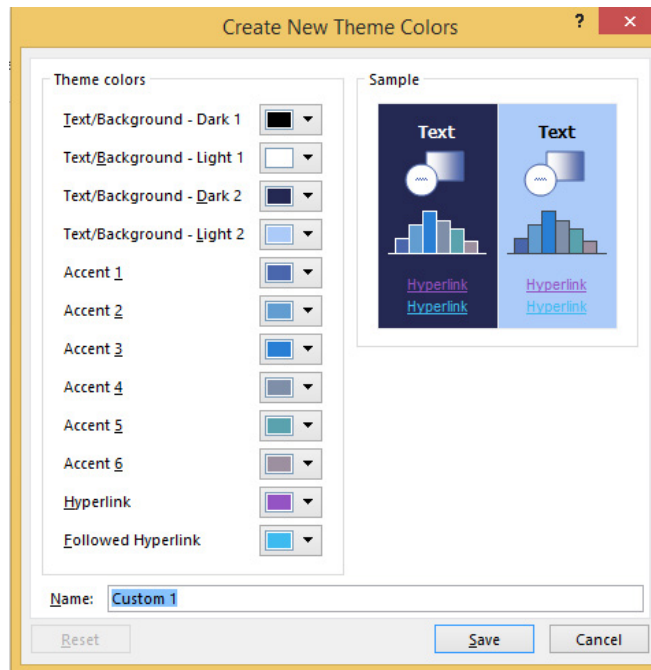 Create New Theme Colors
?
Theme colors
Text/Background - Dark 1
Text/Background - Light 1
Text/Background - Dark 2
Text/Background - Light 2
Accent 1
Accent 2
Accent 3
Accent 4
Accent 5
Accent 6
Hyperlink
Followed Hyperlink
Sample
Text Text
Hyperlink Hyperlink
Hyperlink Hyperlink
Name: Custom 1
Reset Save Cancel